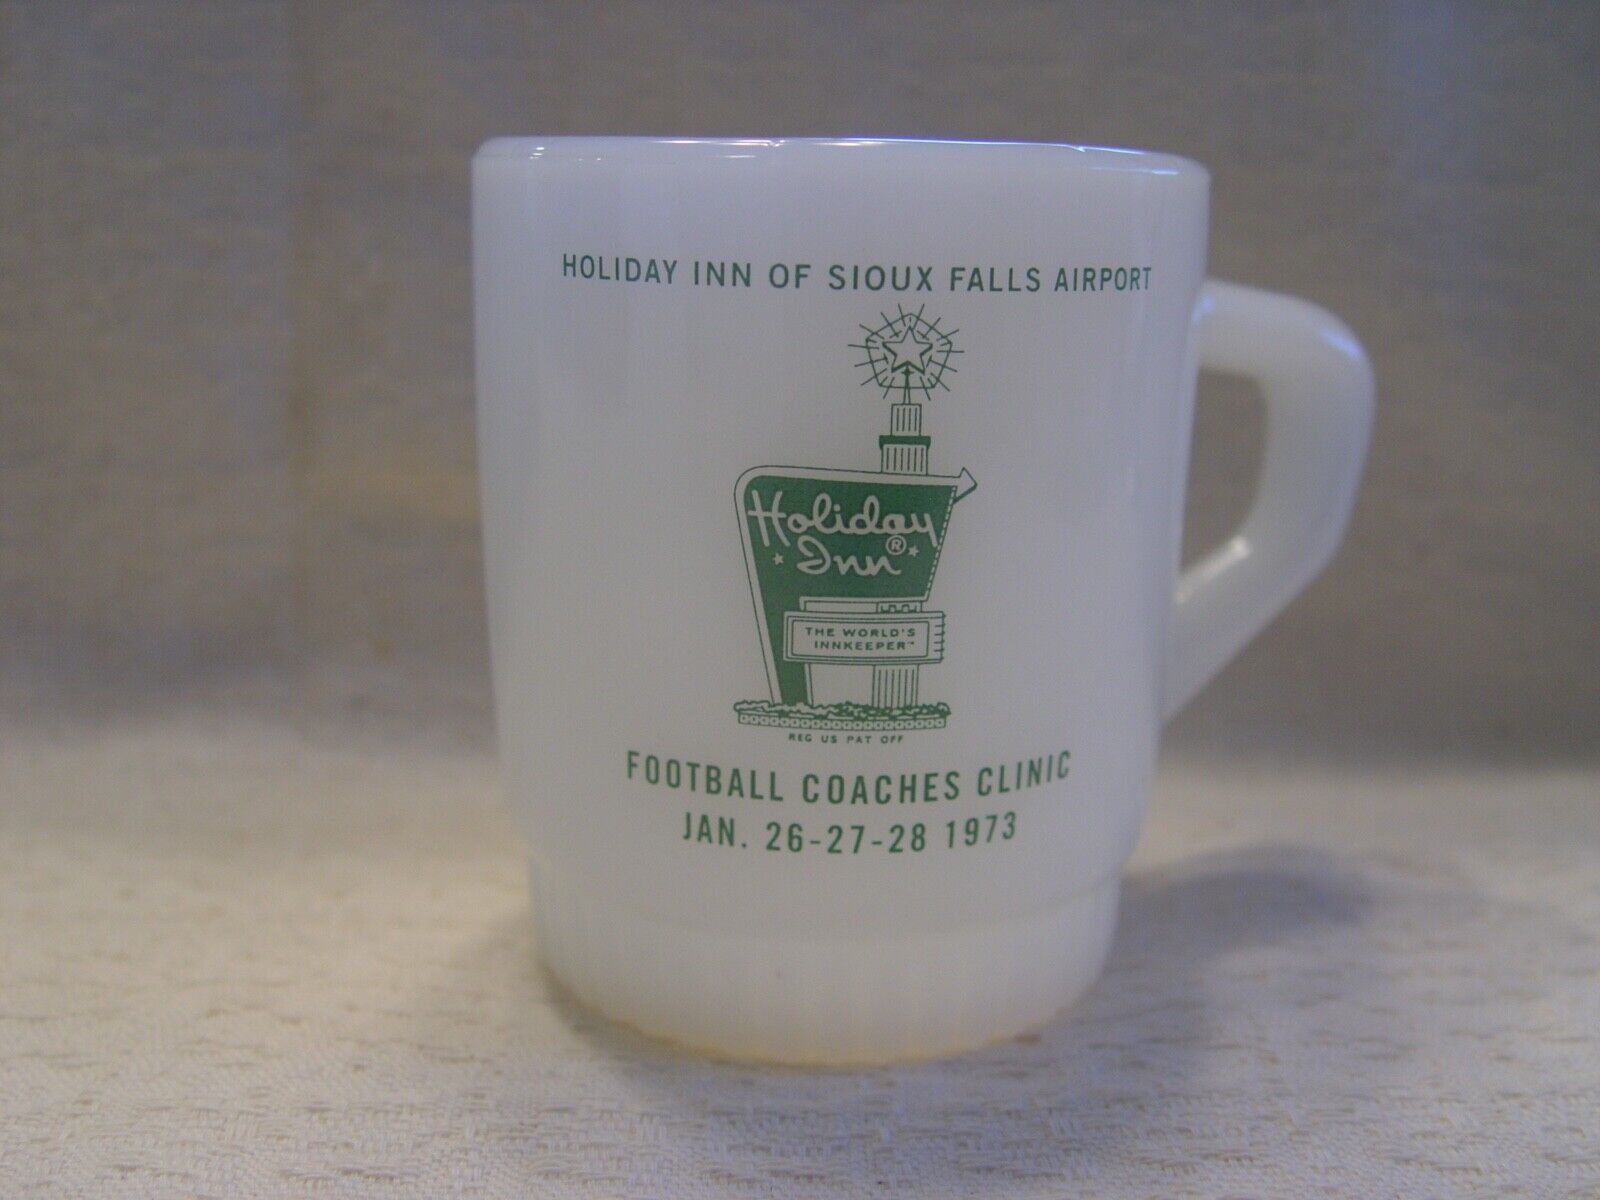 HOLIDAY INN OF SIOUX FALLS AIRPORT
Holiday
Inn®
THE WORLD'S
INNKEEPER™
REG US PAT OFF
FOOTBALL COACHES CLINIC
JAN. 26-27-28 1973